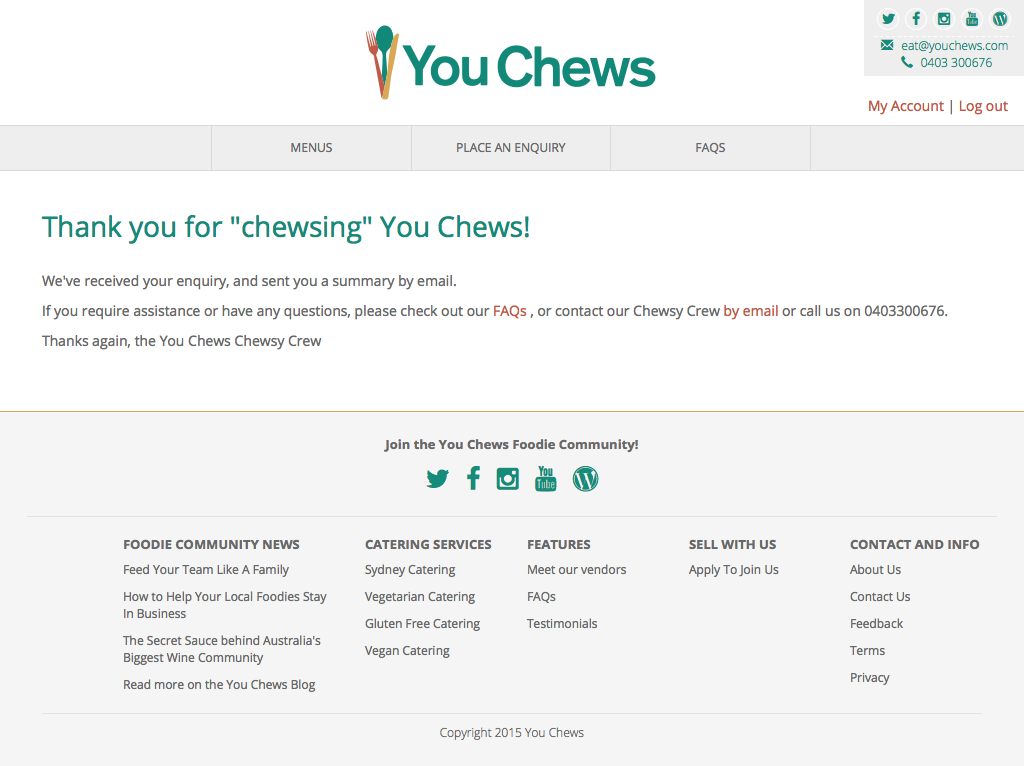 You Chews
eat@youchews.com
0403 300676
My Account | Log out
MENUS
PLACE AN ENQUIRY
FAQS
Thank you for "chewsing" You Chews!
We've received your enquiry, and sent you a summary by email.
If you require assistance or have any questions, please check out our FAQs , or contact our Chewsy Crew by email or call us on 0403300676.
Thanks again, the You Chews Chewsy Crew
Join the You Chews Foodie Community!
You
Tube
FOODIE COMMUNITY NEWS
Feed Your Team Like A Family
How to Help Your Local Foodies Stay
In Business
The Secret Sauce behind Australia's
Biggest Wine Community
Read more on the You Chews Blog
CATERING SERVICES
Sydney Catering
Vegetarian Catering
Gluten Free Catering
Vegan Catering
FEATURES
Meet our vendors
FAQs
Testimonials
SELL WITH US
Apply To Join Us
CONTACT AND INFO
About Us
Contact Us
Feedback
Terms
Privacy
Copyright 2015 You Chews